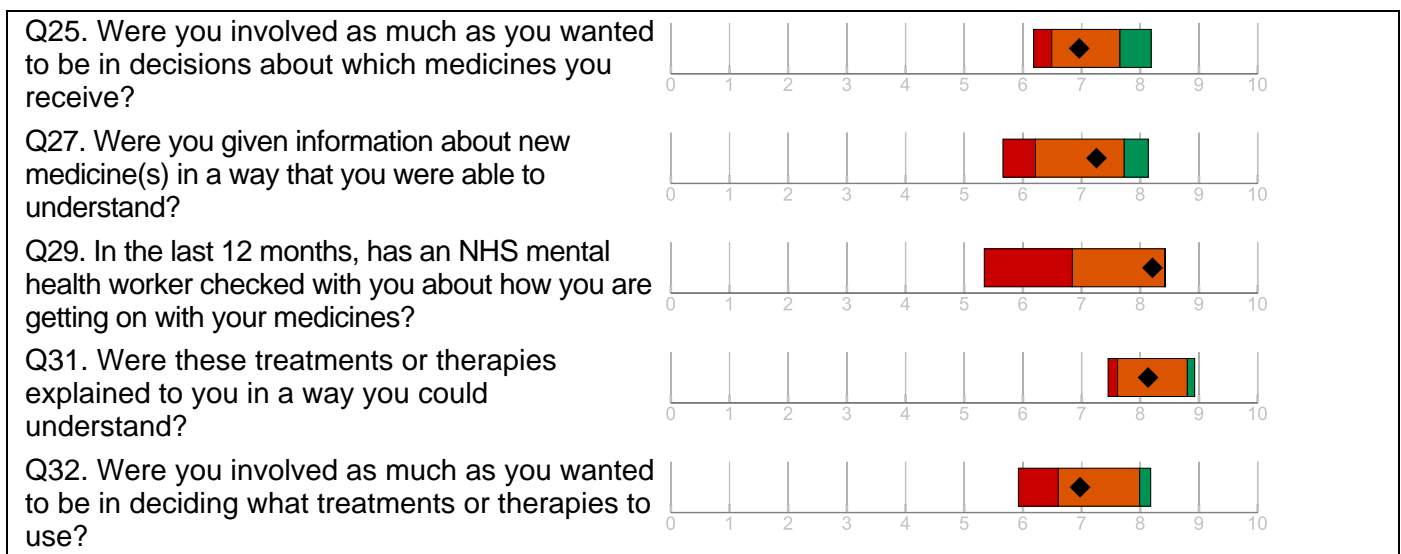 Q25. Were you involved as much as you wanted
to be in decisions about which medicines you
receive?
0 1 2 3 4 5 6 7 8 9 10
Q27. Were you given information about new
medicine(s) in a way that you were able to
understand?
0 1 2 3 4 5 6 7 8 9 10
Q29. In the last 12 months, has an NHS mental
health worker checked with you about how you are
getting on with your medicines?
0 1 2 3 4 5 6 7 8 9 10
Q31. Were these treatments or therapies
explained to you in a way you could
understand?
0 1 2 3 4 5 6 7 8 9 10
Q32. Were you involved as much as you wanted
to be in deciding what treatments or therapies to
use?
0 1 2 3 4 5 6 7 8 9 10